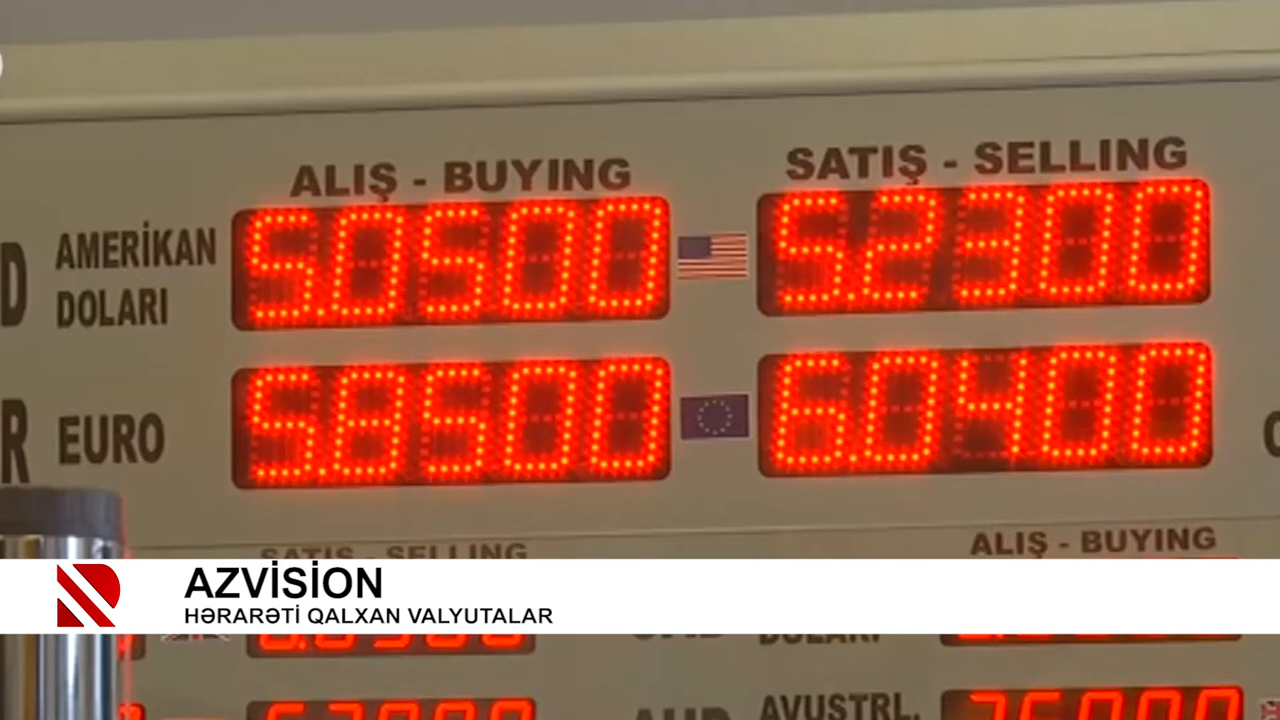 ALIŞ - BUYING
SATIŞ - SELLING
D
AMERİKAN
DOLARI
5.0500
5.2300
R
EURO
5.8500
6.0400
SATIŞ - SELLING
ALIŞ - BUYING
AZVİSİON
HƏRARƏTİ QALXAN VALYUTALAR
DOLARI
AVUSTRL.